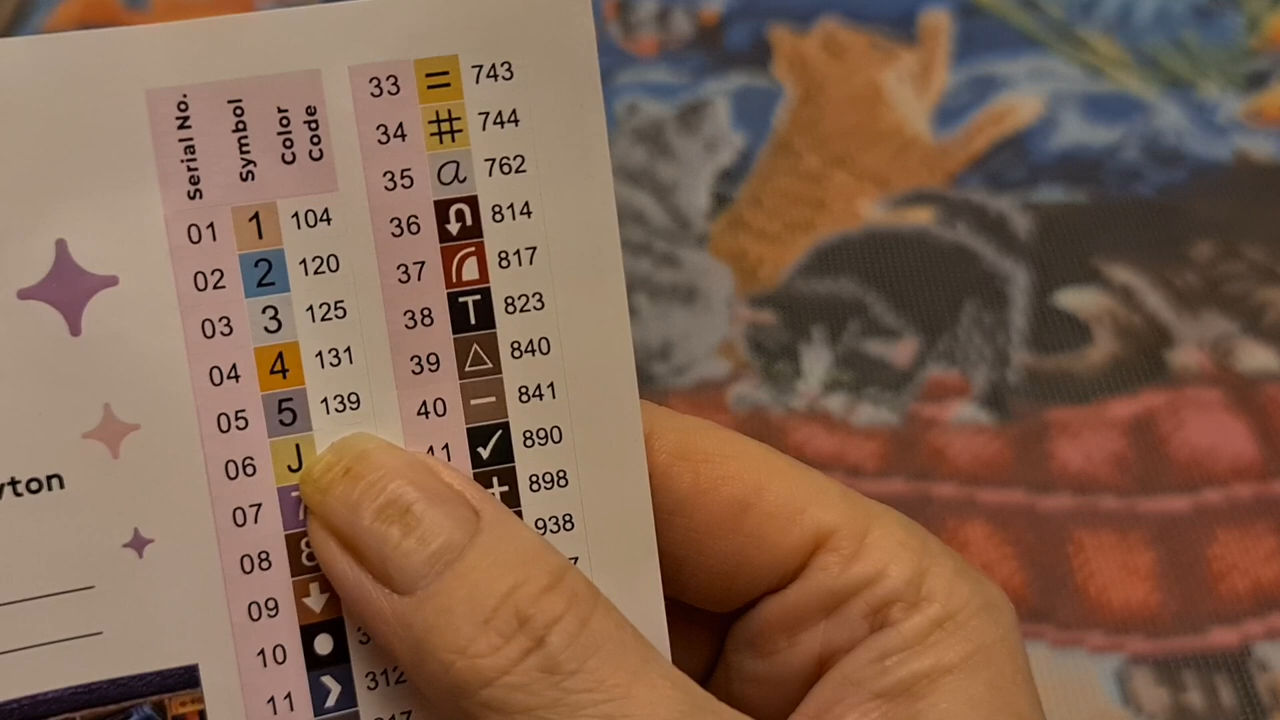 Serial No. Symbol Color Code
01 1 104
02 2 120
03 3 125
04 4 131
05 5 139
06 J
07
08 8
09
10
11 312
33 = 743
34 # 744
35 a 762
36 814
37 817
38 T 823
39 △ 840
40 − 841
41 ✓ 890
+ 898
938